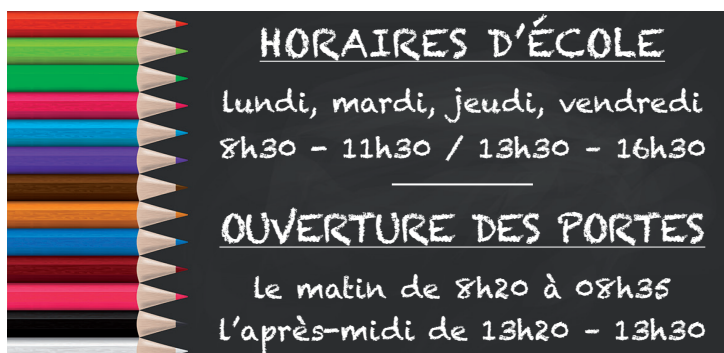 HORAIRES D'ÉCOLE
lundi, mardi, jeudi, vendredi
8h30 - 11h30 / 13h30 - 16h30
OUVERTURE DES PORTES
le matin de 8h20 à 08h35
l'après-midi de 13h20 - 13h30